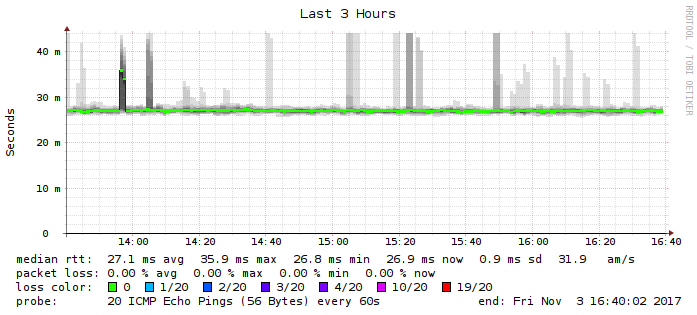 Last 3 Hours
RRDTOOL / TOBI OETIKER
Seconds
40 m
30 m
20 m
10 m
0
14:00 14:20 14:40 15:00 15:20 15:40 16:00 16:20 16:40
median rtt: 27.1 ms avg 35.9 ms max 26.8 ms min 26.9 ms now 0.9 ms sd 31.9 am/s
packet loss: 0.00 % avg 0.00 % max 0.00 % min 0.00 % now
loss color: 0 1/20 2/20 3/20 4/20 10/20 19/20
probe: 20 ICMP Echo Pings (56 Bytes) every 60s end: Fri Nov 3 16:40:02 2017